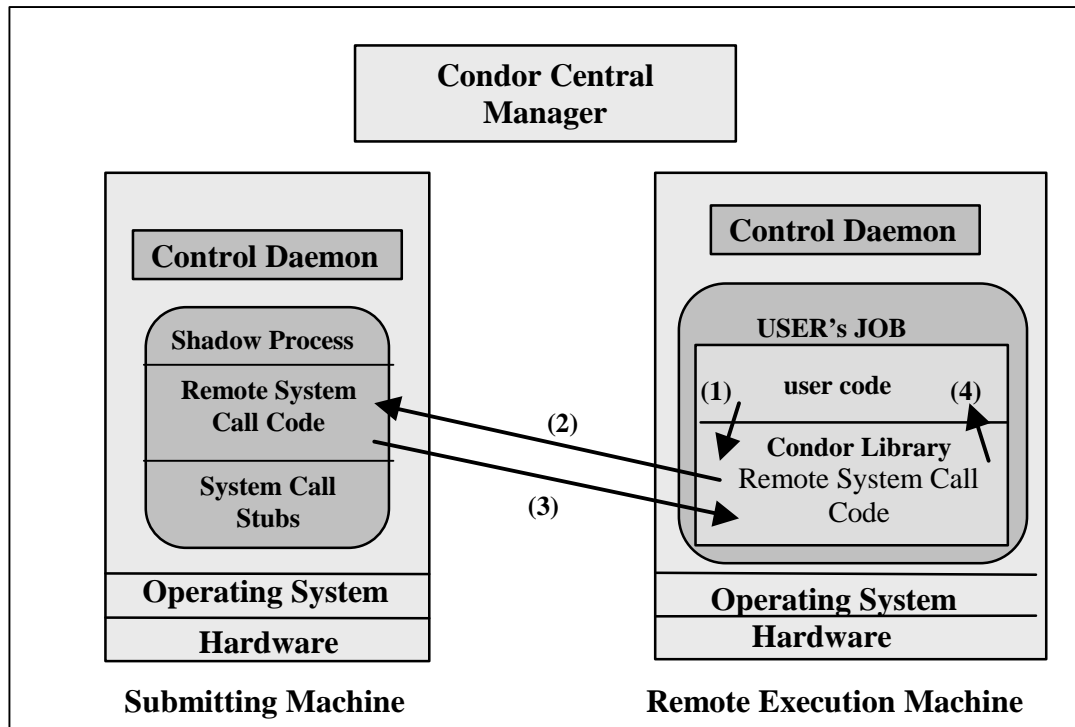 Condor Central
Manager
Control Daemon
Shadow Process
Remote System
Call Code
System Call
Stubs
Operating System
Hardware
Submitting Machine
(2)
(3)
Control Daemon
USER's JOB
(1)
user code
(4)
Condor Library
Remote System Call
Code
Operating System
Hardware
Remote Execution Machine